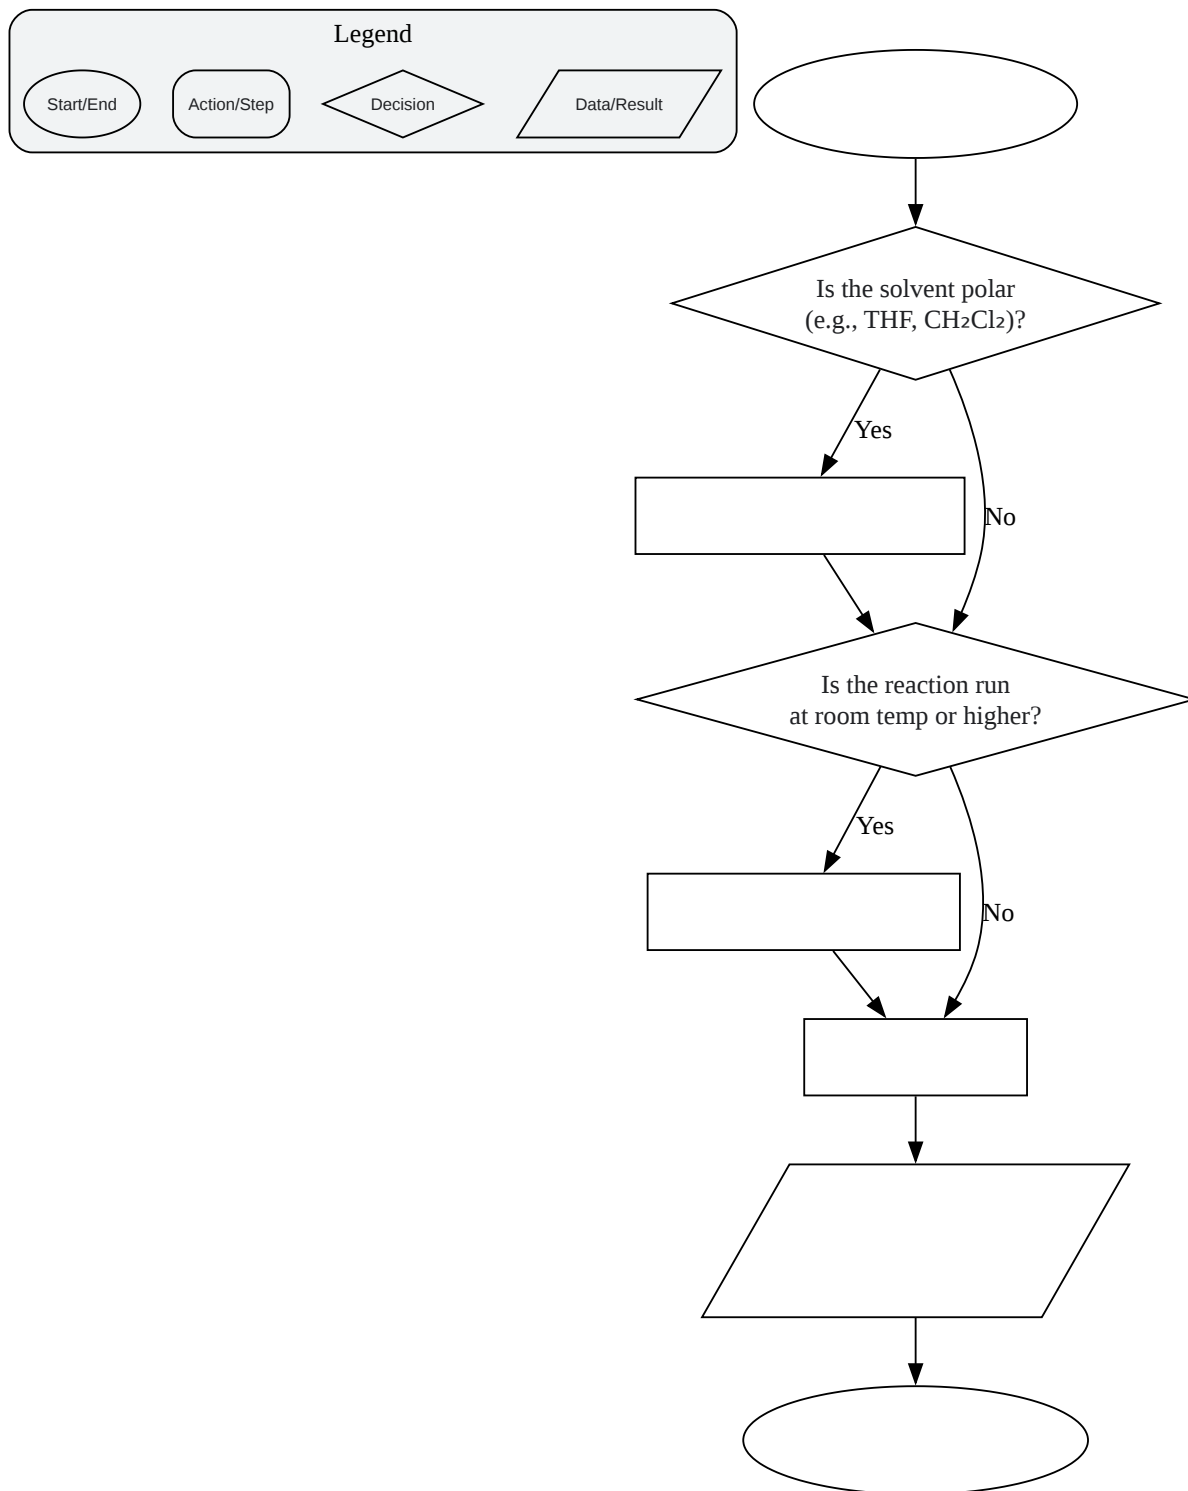 Legend
Start/End
Action/Step
Decision
Data/Result
Is the solvent polar
(e.g., THF, CH₂Cl₂)?
Yes
No
Is the reaction run
at room temp or higher?
Yes
No